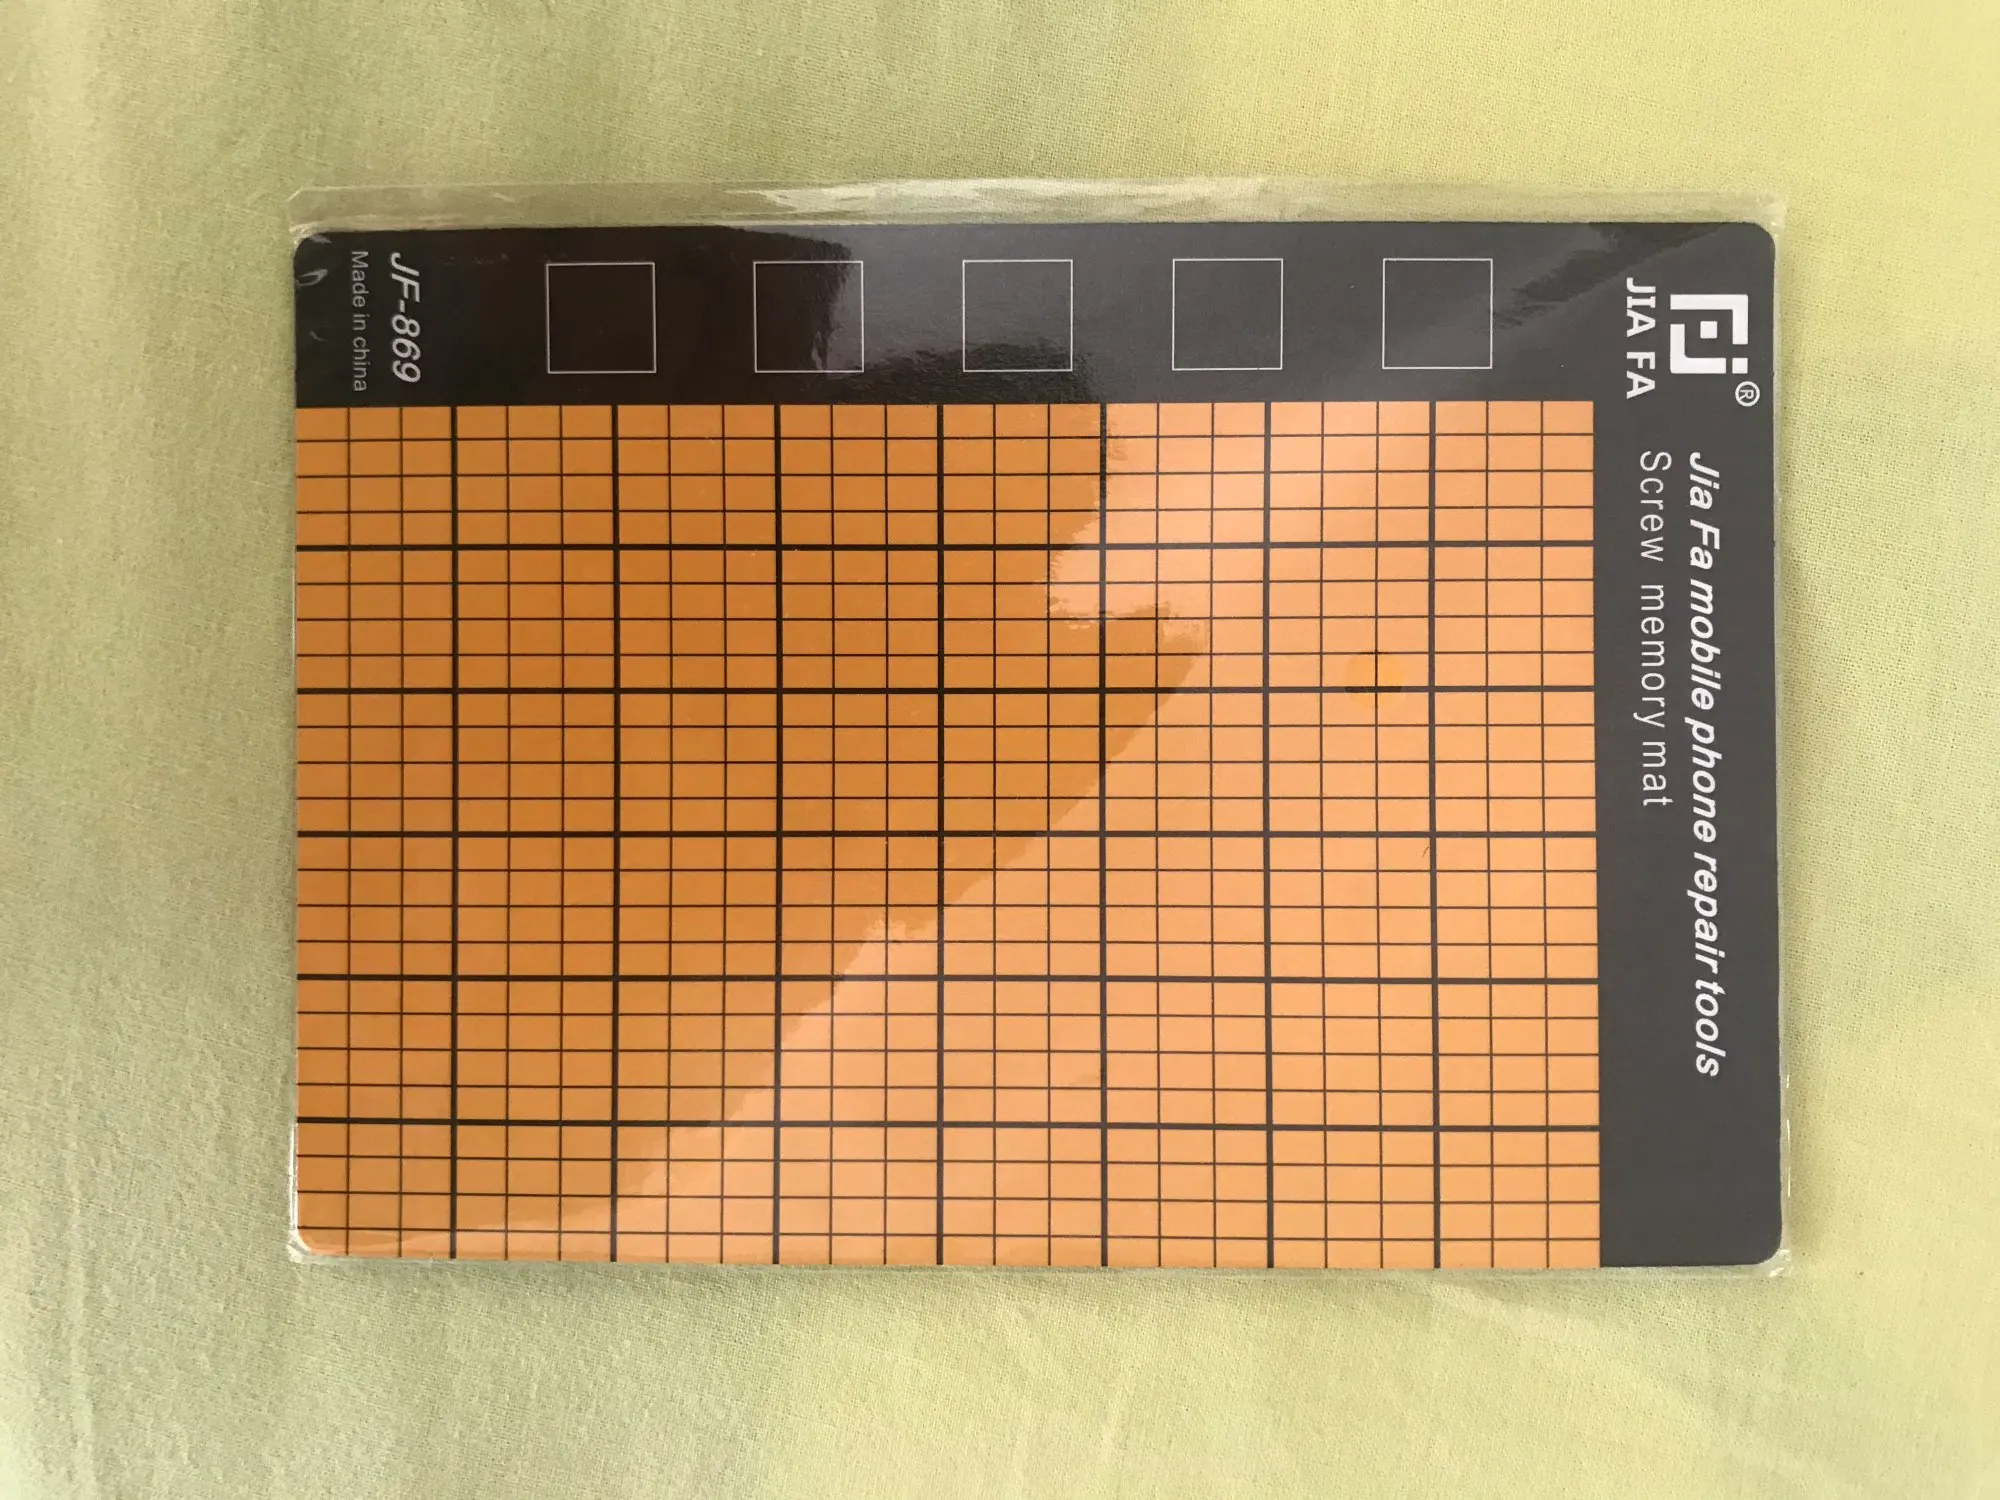 ®
JIA FA
Jia Fa mobile phone repair tools
Screw memory mat
JF-869
Made in china